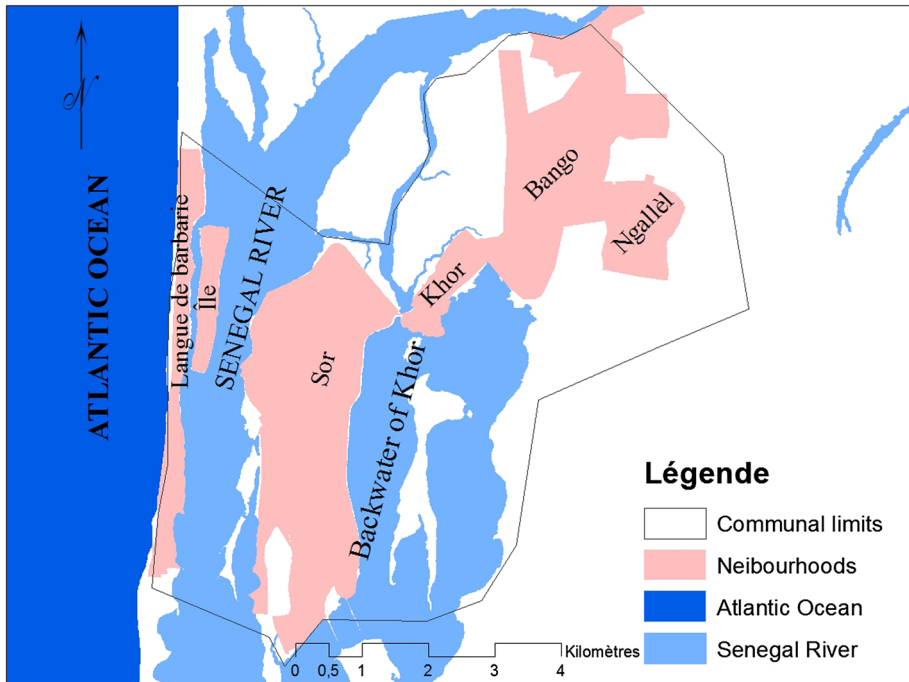 N
ATLANTIC OCEAN
Langue de barbarie
Île
SENEGAL RIVER
Sor
Backwater of Khor
Khor
Bango
Ngallèl
Légende
Communal limits
Neibourhoods
Atlantic Ocean
Senegal River
Kilomètres
0 0,5 1 2 3 4